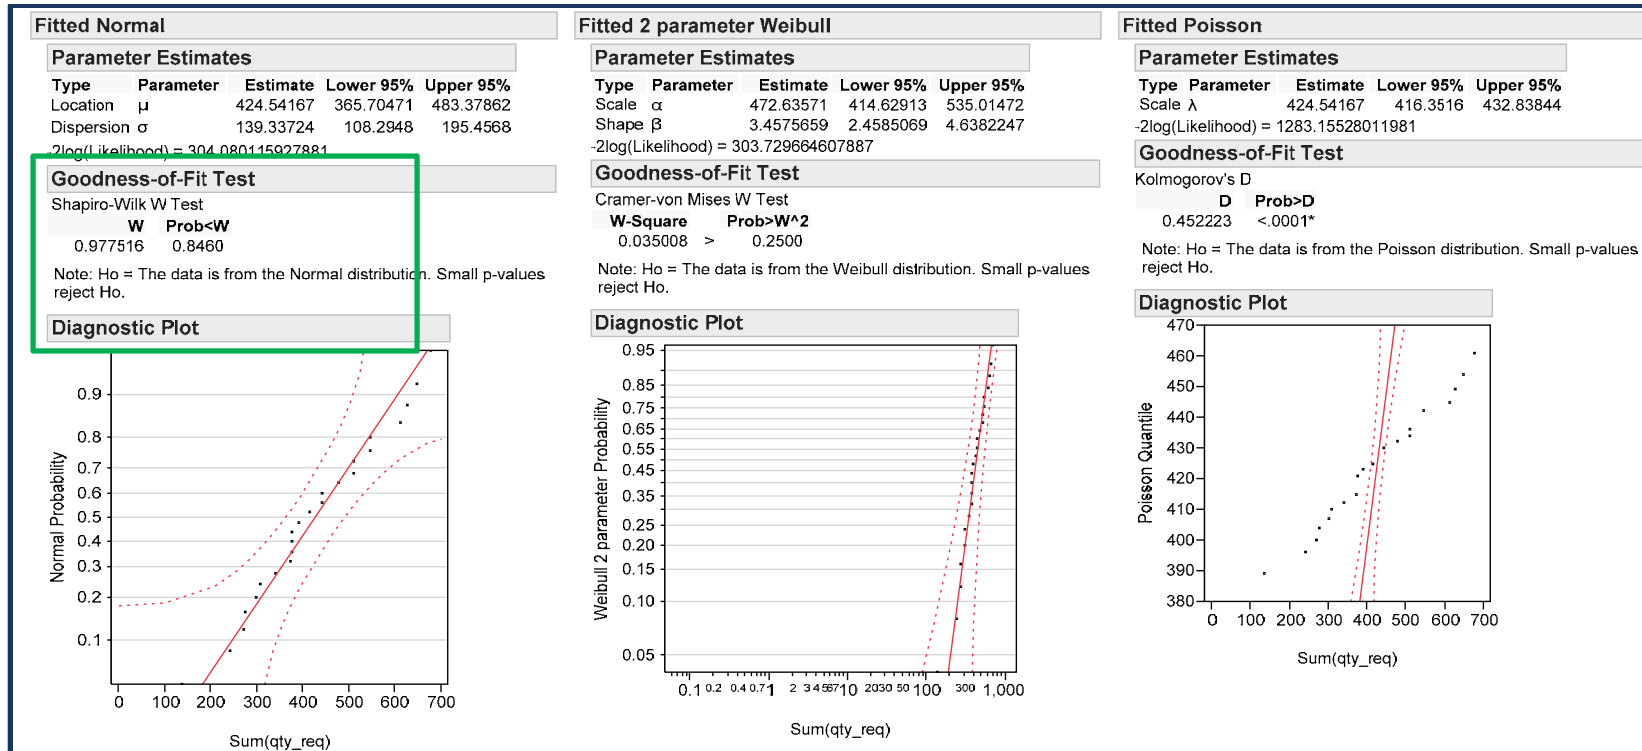 Fitted Normal
Parameter Estimates
Type Parameter Estimate Lower 95% Upper 95%
Location μ 424.54167 365.70471 483.37862
Dispersion σ 139.33724 108.2948 195.4568
-2log(Likelihood) = 304.080115927881
Goodness-of-Fit Test
Shapiro-Wilk W Test
W Prob<W
0.977516 0.8460
Note: Ho = The data is from the Normal distribution. Small p-values
reject Ho.
Diagnostic Plot
Normal Probability
0.9
0.8
0.7
0.6
0.5
0.4
0.3
0.2
0.1
0 100 200 300 400 500 600 700
Sum(qty_req)
Fitted 2 parameter Weibull
Parameter Estimates
Type Parameter Estimate Lower 95% Upper 95%
Scale α 472.63571 414.62913 535.01472
Shape β 3.4575659 2.4585069 4.6382247
-2log(Likelihood) = 303.729664607887
Goodness-of-Fit Test
Cramer-von Mises W Test
W-Square Prob>W^2
0.035008 > 0.2500
Note: Ho = The data is from the Weibull distribution. Small p-values
reject Ho.
Diagnostic Plot
Weibull 2 parameter Probability
0.95
0.85
0.75
0.65
0.55
0.45
0.35
0.25
0.20
0.15
0.10
0.05
0.1 0.2 0.4 0.71 2 3 4 5 6 7 10 20 30 50 100 300 1,000
Sum(qty_req)
Fitted Poisson
Parameter Estimates
Type Parameter Estimate Lower 95% Upper 95%
Scale λ 424.54167 416.3516 432.83844
-2log(Likelihood) = 1283.15528011981
Goodness-of-Fit Test
Kolmogorov's D
D Prob>D
0.452223 <.0001*
Note: Ho = The data is from the Poisson distribution. Small p-values
reject Ho.
Diagnostic Plot
Poisson Quantile
470
460
450
440
430
420
410
400
390
380
0 100 200 300 400 500 600 700
Sum(qty_req)